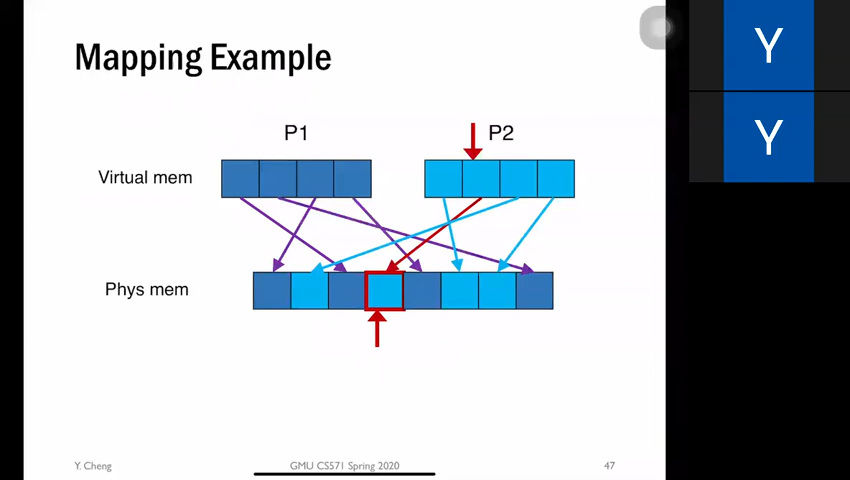 Mapping Example
P1
P2
Virtual mem
Phys mem
Y. Cheng
GMU CS571 Spring 2020
47
Y
Y